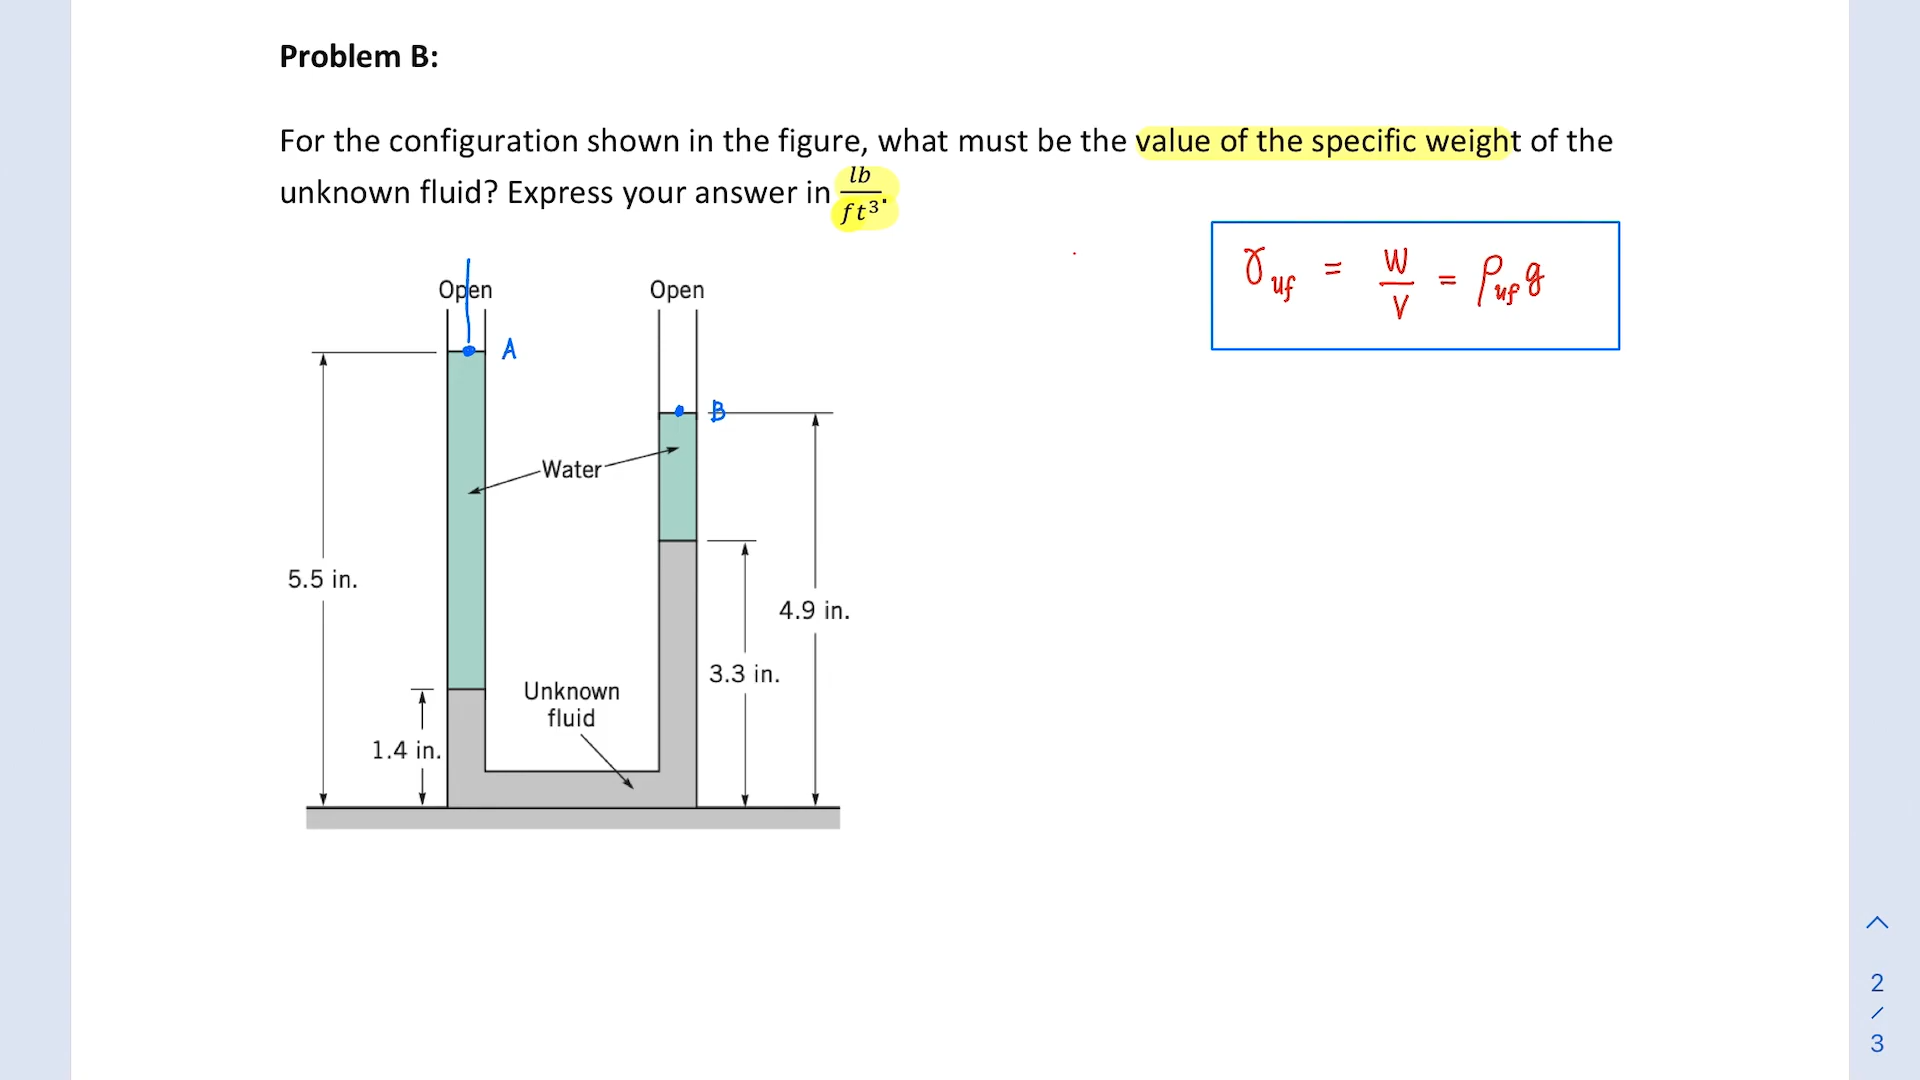 Problem B:
For the configuration shown in the figure, what must be the value of the specific weight of the
unknown fluid? Express your answer in lb/ft³.
γuf = W/V = ρuf g
Open
Open
A
B
Water
5.5 in.
4.9 in.
3.3 in.
Unknown
fluid
1.4 in.
2
/
3